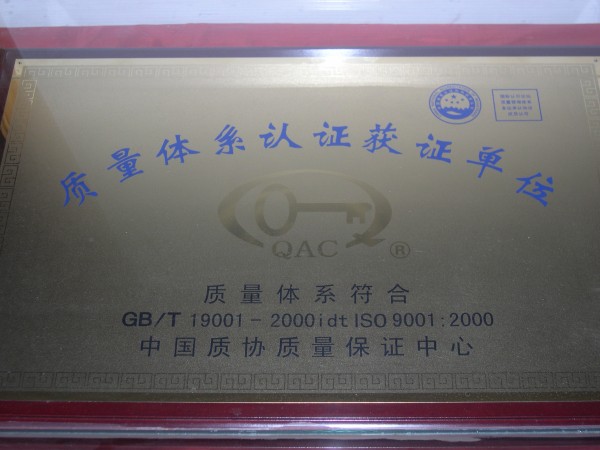 质量体系认证获证单位
QAC ®
质量体系符合
GB/T 19001-2000idt ISO 9001:2000
中国质协质量保证中心